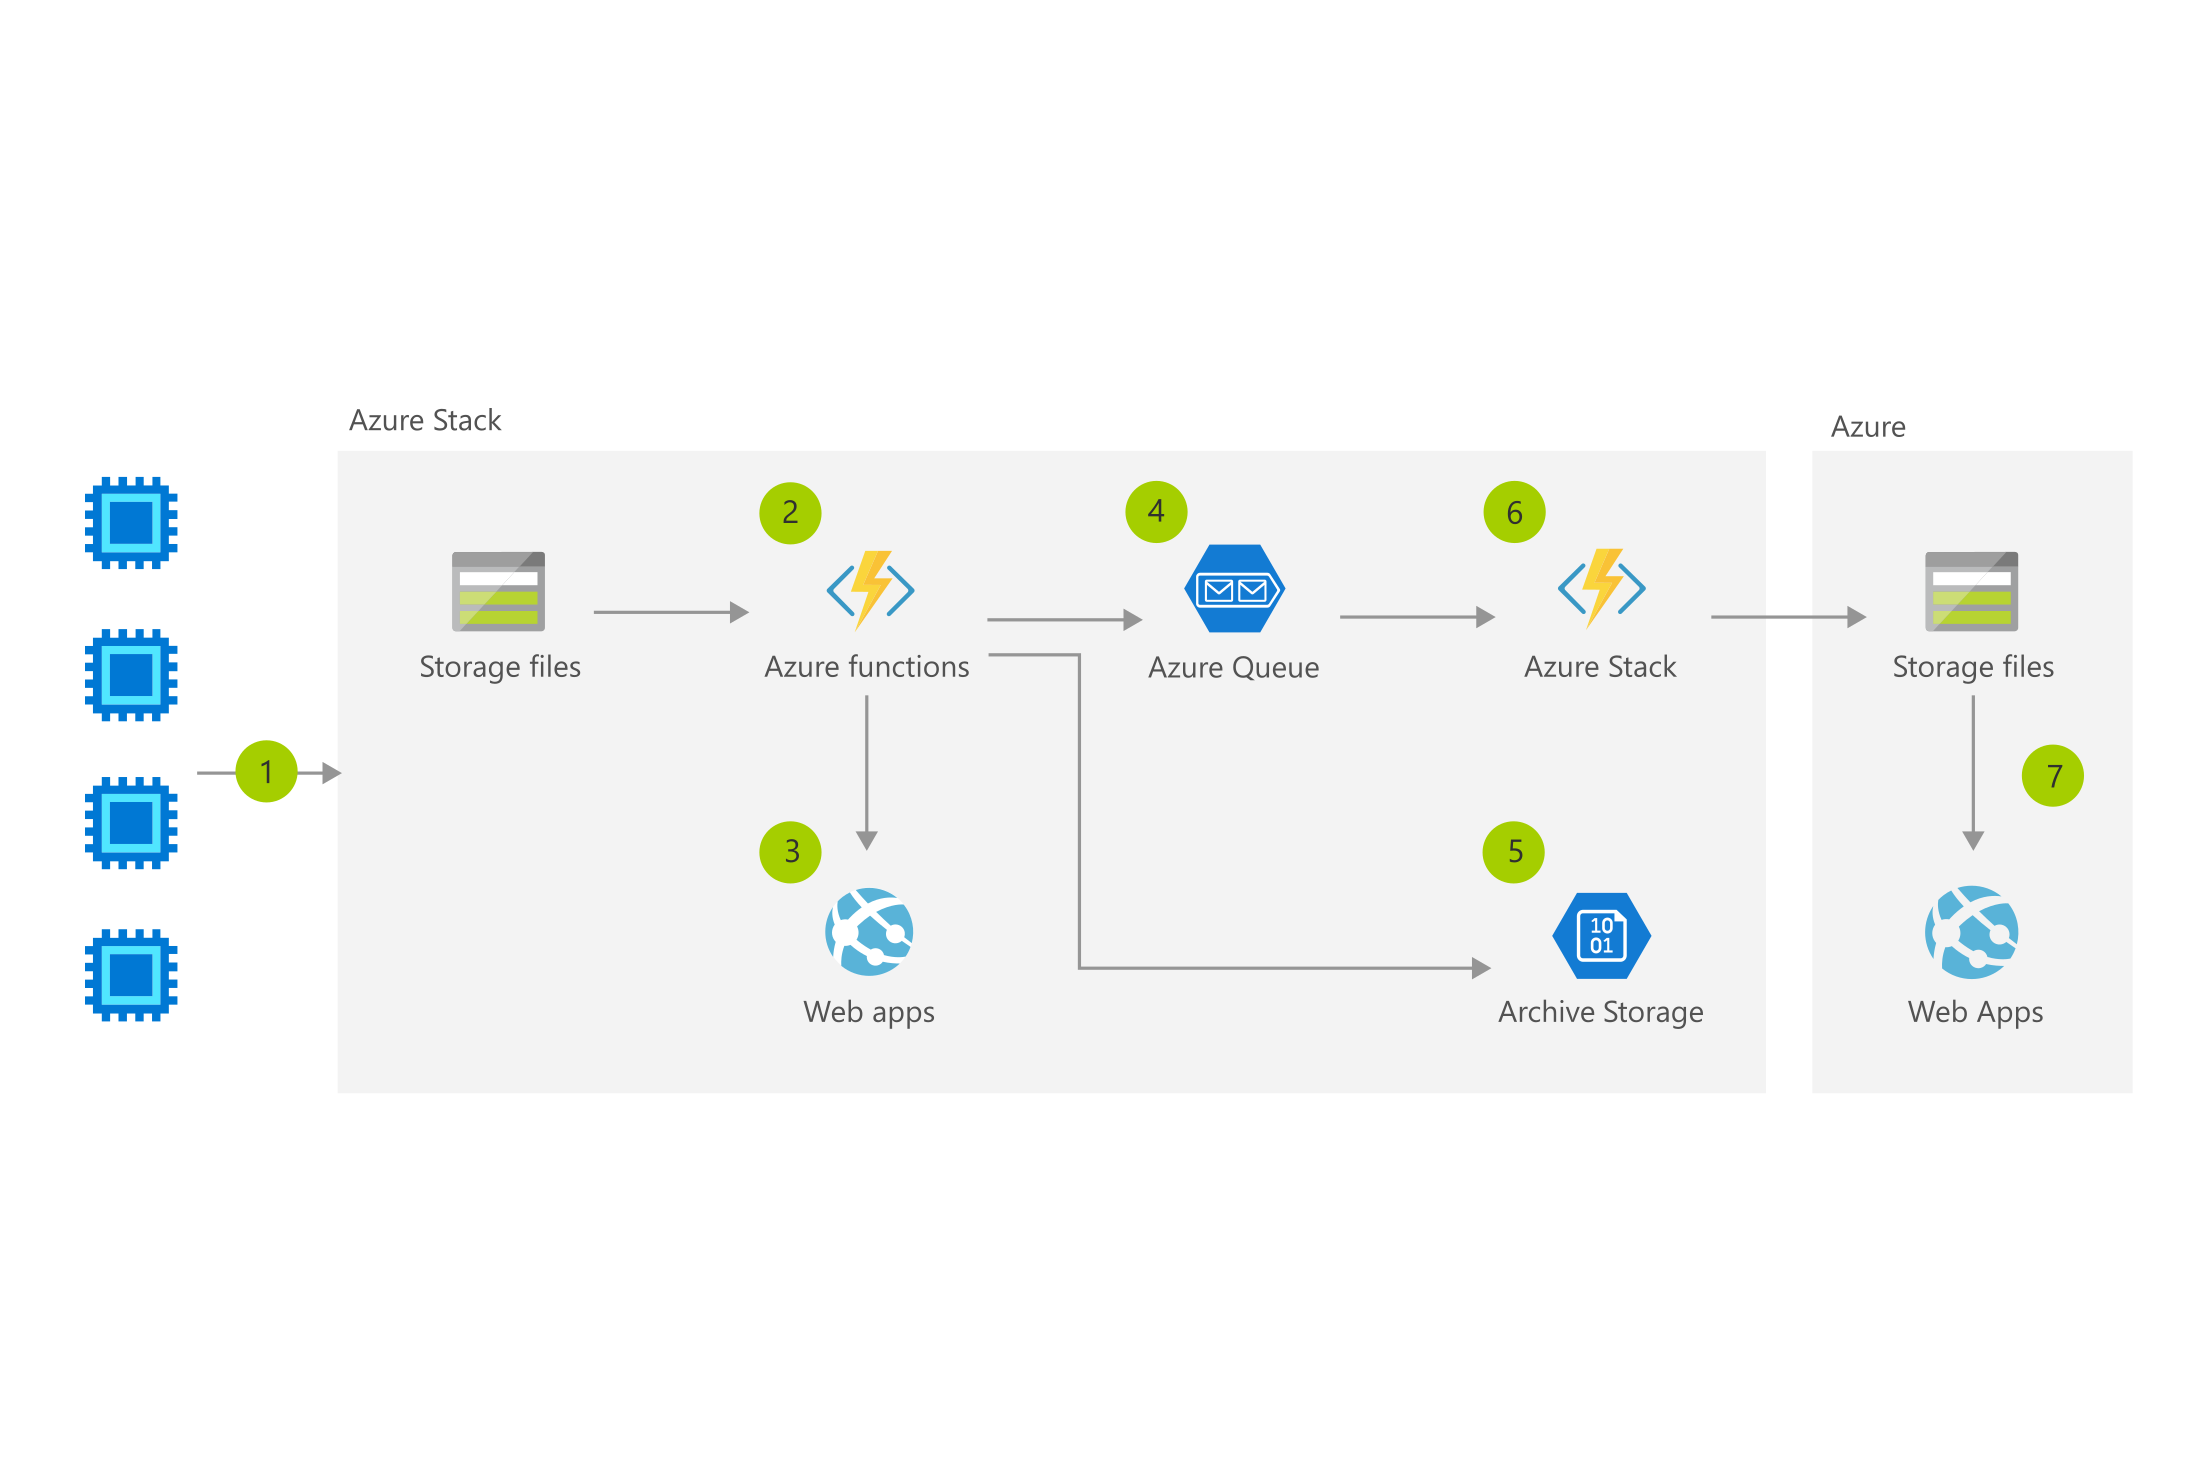 Azure Stack
Azure
2
4
6
Storage files
Azure functions
Azure Queue
Azure Stack
Storage files
1
7
3
5
10
01
Web apps
Archive Storage
Web Apps